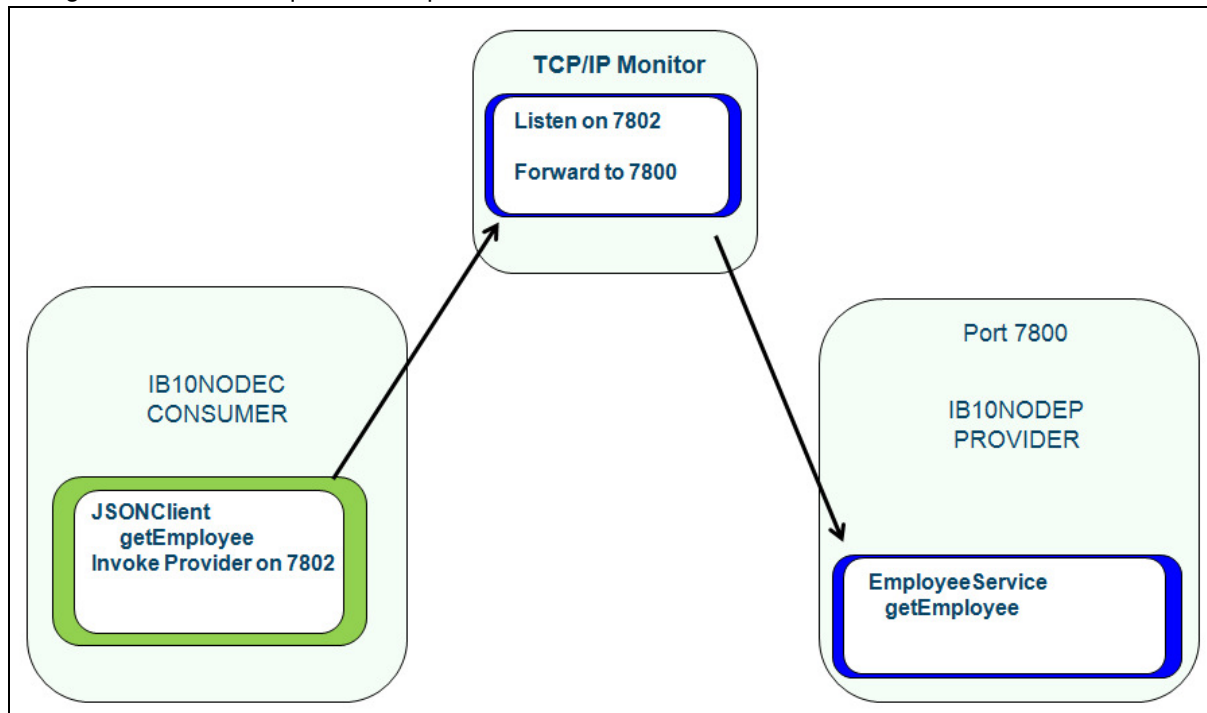 TCP/IP Monitor
Listen on 7802
Forward to 7800
IB10NODEC
CONSUMER
JSONClient
getEmployee
Invoke Provider on 7802
Port 7800
IB10NODEP
PROVIDER
EmployeeService
getEmployee